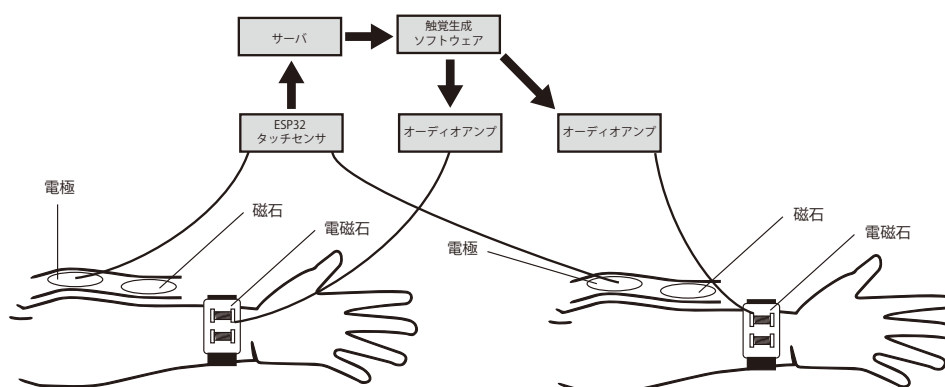 サーバ
触覚生成
ソフトウェア
ESP32
タッチセンサ
オーディオアンプ
オーディオアンプ
電極
磁石
電磁石
電極
磁石
電磁石